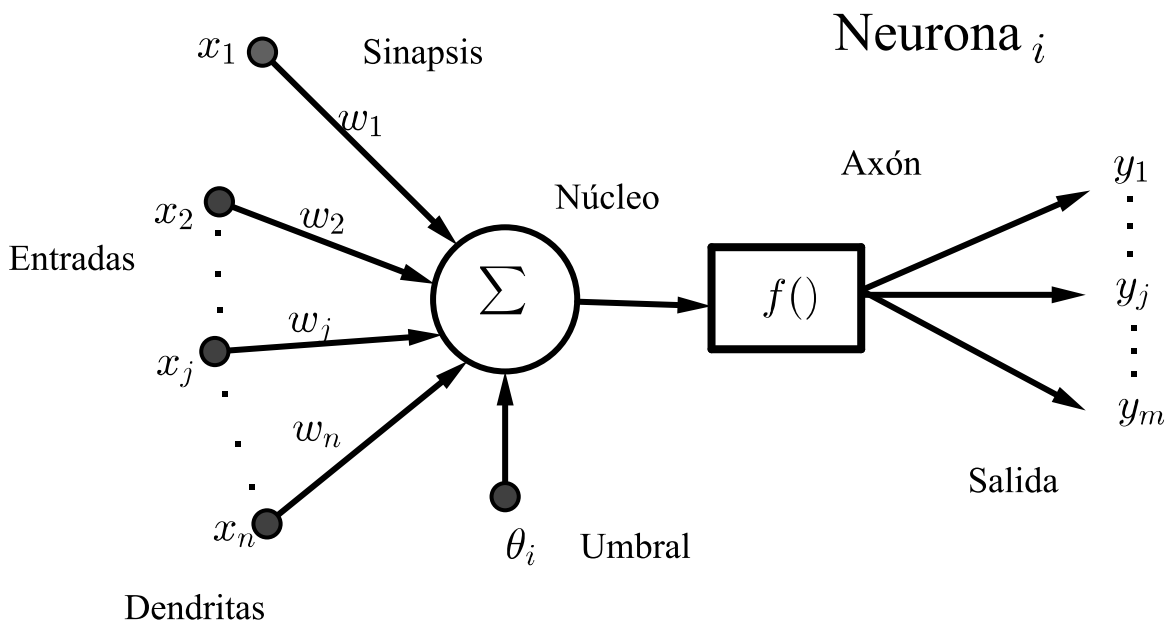 Neurona i
x1
Sinapsis
w1
Axón
y1
Núcleo
x2
w2
Entradas
∑
f()
yj
wj
xj
ym
wn
Salida
xn
θi
Umbral
Dendritas